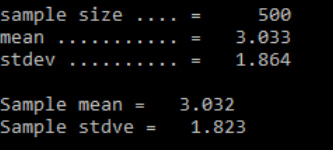 sample size .... =     500
mean ........... =   3.033
stdev .......... =   1.864
Sample mean =   3.032
Sample stdve =   1.823